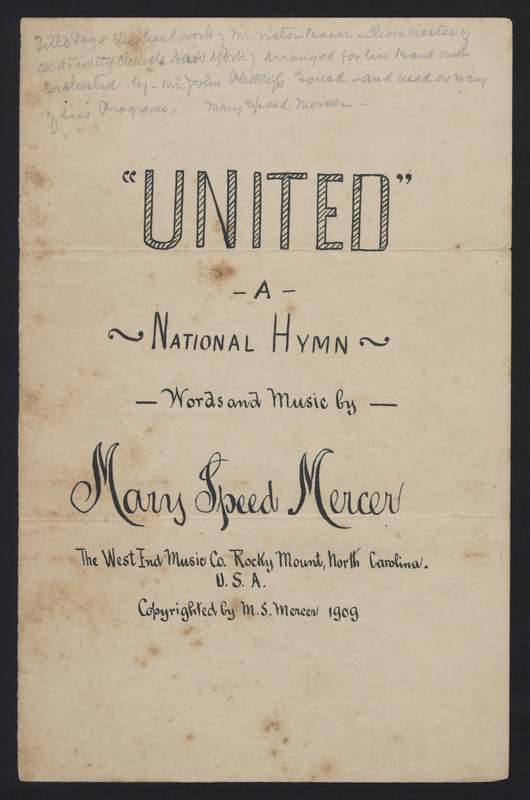 Title Page the hand work of Mr. Victor Baier - Choir Master of
Old Trinity Church New York; Arranged for his Band and
Orchestra by - Mr. John Phillip Sousa - and used on many
of his Programs. Mary Speed Mercer -
"UNITED"
- A -
~ NATIONAL HYMN ~
— Words and Music by —
Mary Speed Mercer
The West End Music Co. Rocky Mount, North Carolina.
U. S. A.
Copyrighted by M. S. Mercer 1909